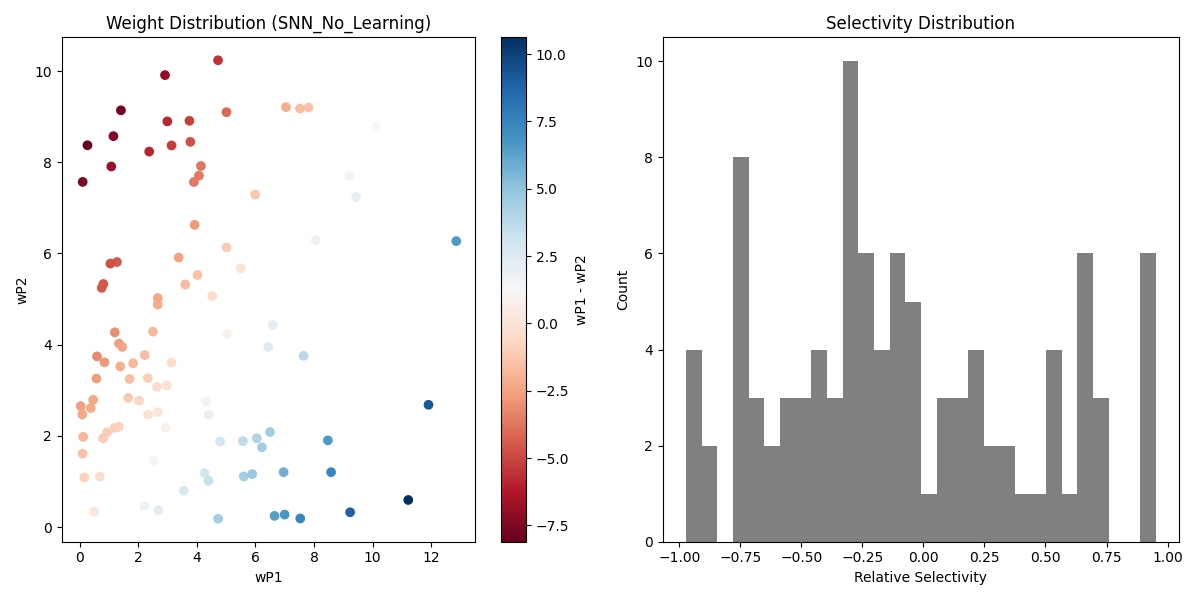 Weight Distribution (SNN_No_Learning)
wP2
10
8
6
4
2
0
0 2 4 6 8 10 12
wP1
10.0
7.5
5.0
2.5
0.0
−2.5
−5.0
−7.5
wP1 - wP2
Selectivity Distribution
Count
10
8
6
4
2
0
−1.00 −0.75 −0.50 −0.25 0.00 0.25 0.50 0.75 1.00
Relative Selectivity